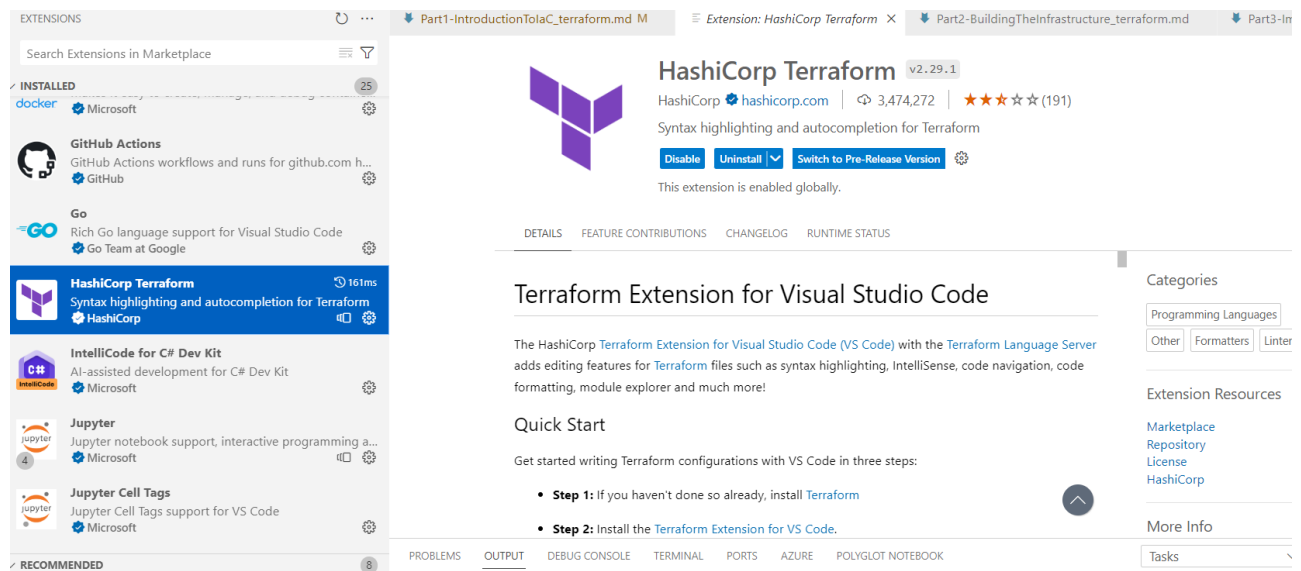 EXTENSIONS
Search Extensions in Marketplace
INSTALLED
25
docker
Microsoft
GitHub Actions
GitHub Actions workflows and runs for github.com h...
GitHub
GO
Go
Rich Go language support for Visual Studio Code
Go Team at Google
HashiCorp Terraform
161ms
Syntax highlighting and autocompletion for Terraform
HashiCorp
C#
IntelliCode
IntelliCode for C# Dev Kit
AI-assisted development for C# Dev Kit
Microsoft
jupyter
4
Jupyter
Jupyter notebook support, interactive programming a...
Microsoft
jupyter
Jupyter Cell Tags
Jupyter Cell Tags support for VS Code
Microsoft
RECOMMENDED
8
Part1-IntroductionToIaC_terraform.md M
Extension: HashiCorp Terraform
Part2-BuildingTheInfrastructure_terraform.md
Part3-In
HashiCorp Terraform v2.29.1
HashiCorp hashicorp.com 3,474,272 (191)
Syntax highlighting and autocompletion for Terraform
Disable Uninstall Switch to Pre-Release Version
This extension is enabled globally.
DETAILS FEATURE CONTRIBUTIONS CHANGELOG RUNTIME STATUS
Terraform Extension for Visual Studio Code
The HashiCorp Terraform Extension for Visual Studio Code (VS Code) with the Terraform Language Server
adds editing features for Terraform files such as syntax highlighting, IntelliSense, code navigation, code
formatting, module explorer and much more!
Quick Start
Get started writing Terraform configurations with VS Code in three steps:
• Step 1: If you haven't done so already, install Terraform
• Step 2: Install the Terraform Extension for VS Code.
Categories
Programming Languages
Other Formatters Linter
Extension Resources
Marketplace
Repository
License
HashiCorp
More Info
PROBLEMS OUTPUT DEBUG CONSOLE TERMINAL PORTS AZURE POLYGLOT NOTEBOOK
Tasks